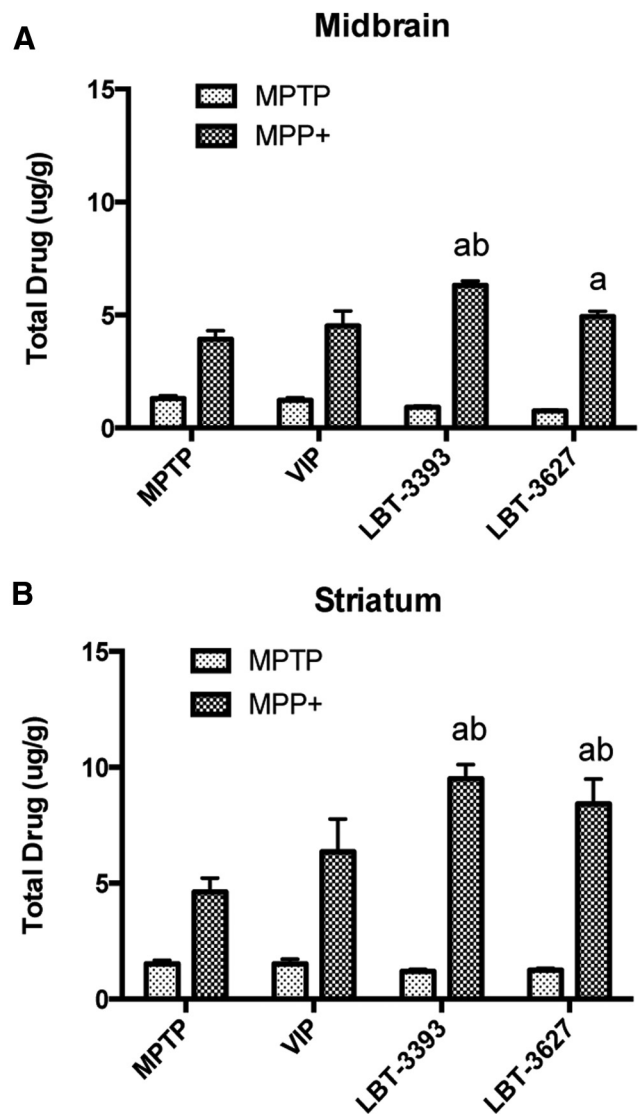 A
Midbrain
Total Drug (ug/g)
15
10
5
0
MPTP
MPP+
ab
a
MPTP
VIP
LBT-3393
LBT-3627
B
Striatum
Total Drug (ug/g)
15
10
5
0
MPTP
MPP+
ab
ab
MPTP
VIP
LBT-3393
LBT-3627